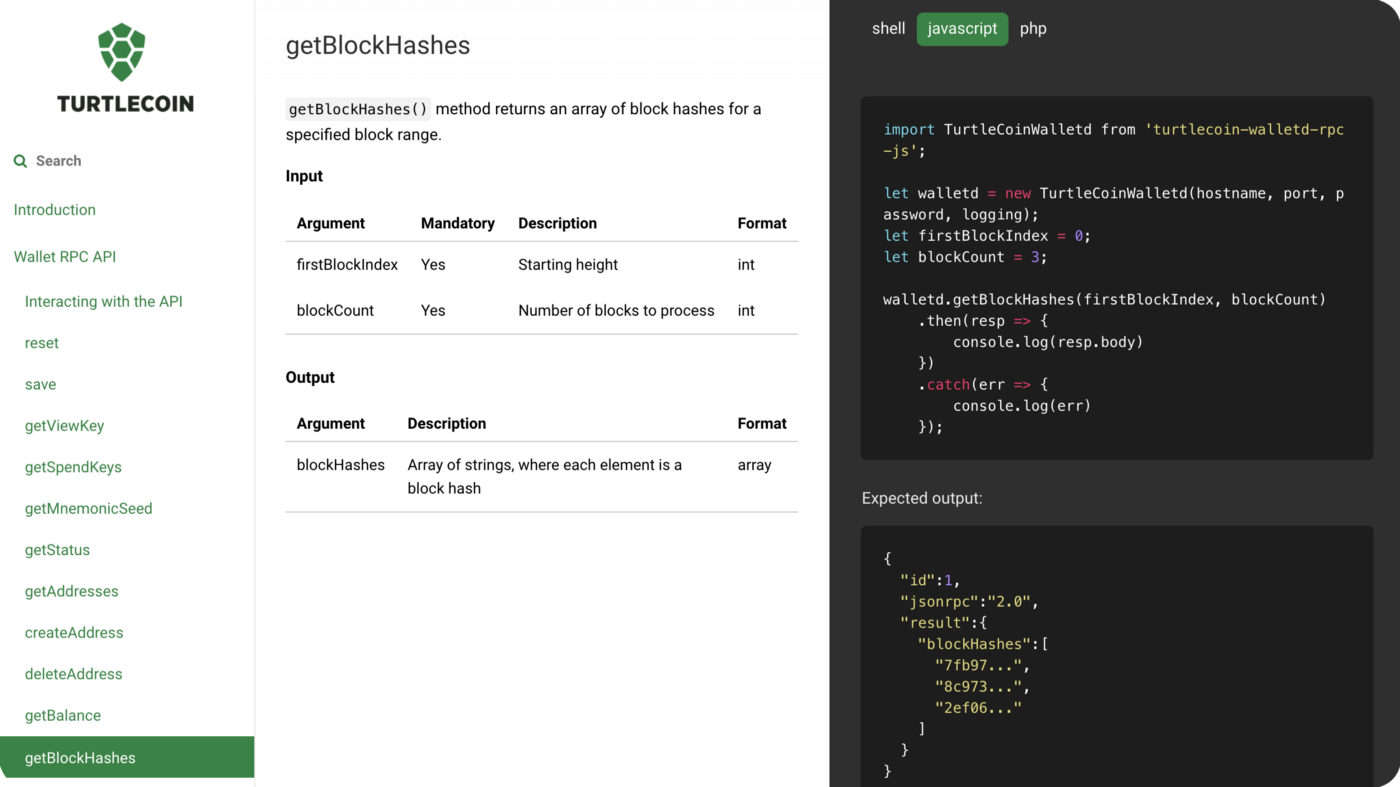 TURTLECOIN
Search
Introduction
Wallet RPC API
Interacting with the API
reset
save
getViewKey
getSpendKeys
getMnemonicSeed
getStatus
getAddresses
createAddress
deleteAddress
getBalance
getBlockHashes
getBlockHashes
getBlockHashes() method returns an array of block hashes for a
specified block range.
Input
Argument Mandatory Description Format
firstBlockIndex Yes Starting height int
blockCount Yes Number of blocks to process int
Output
Argument Description Format
blockHashes Array of strings, where each element is a array
block hash
shell javascript php
import TurtleCoinWalletd from 'turtlecoin-walletd-rpc
-js';
let walletd = new TurtleCoinWalletd(hostname, port, p
assword, logging);
let firstBlockIndex = 0;
let blockCount = 3;
walletd.getBlockHashes(firstBlockIndex, blockCount)
.then(resp => {
console.log(resp.body)
})
.catch(err => {
console.log(err)
});
Expected output:
{
"id":1,
"jsonrpc":"2.0",
"result":{
"blockHashes":[
"7fb97...",
"8c973...",
"2ef06..."
]
}
}